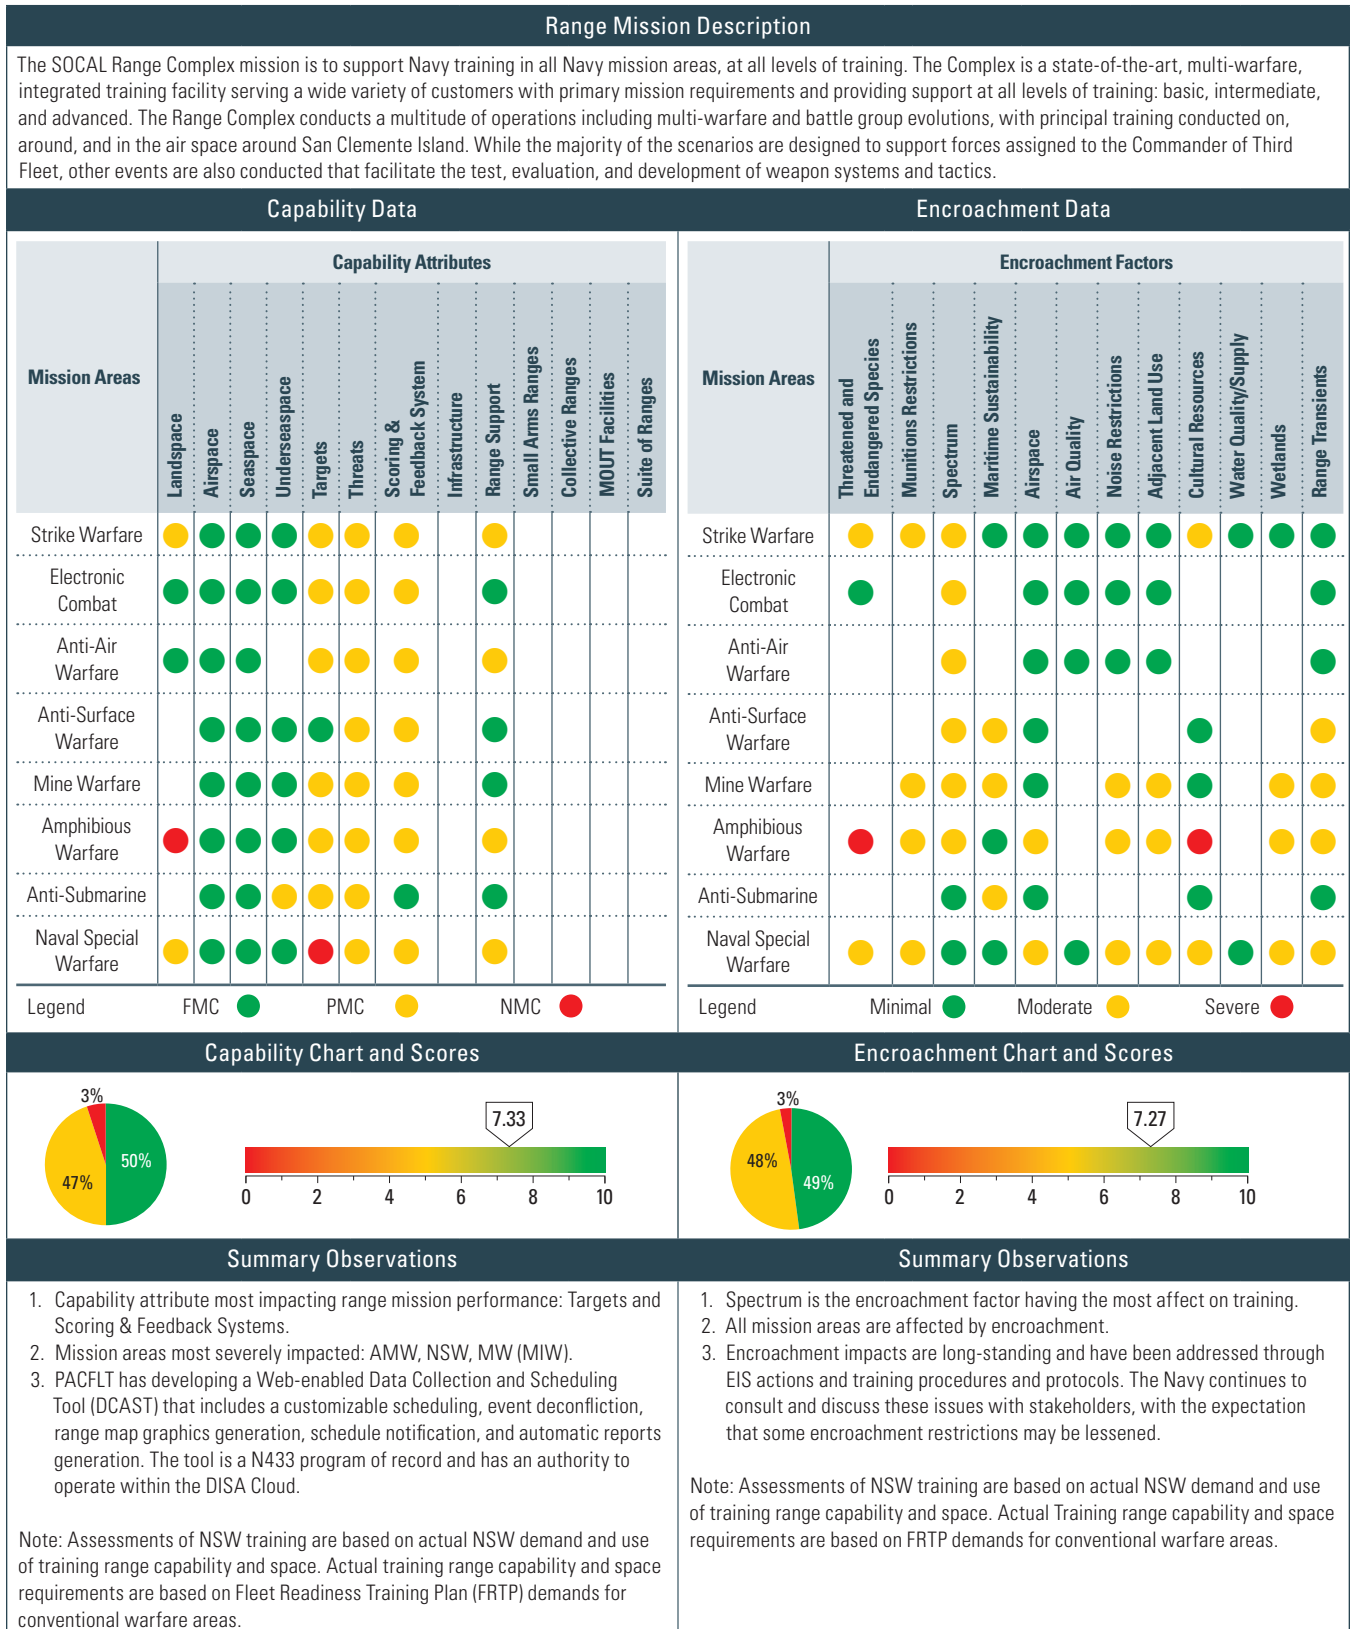 Range Mission Description
The SOCAL Range Complex mission is to support Navy training in all Navy mission areas, at all levels of training. The Complex is a state-of-the-art, multi-warfare,
integrated training facility serving a wide variety of customers with primary mission requirements and providing support at all levels of training: basic, intermediate,
and advanced. The Range Complex conducts a multitude of operations including multi-warfare and battle group evolutions, with principal training conducted on,
around, and in the air space around San Clemente Island. While the majority of the scenarios are designed to support forces assigned to the Commander of Third
Fleet, other events are also conducted that facilitate the test, evaluation, and development of weapon systems and tactics.
Capability Data
Mission Areas
Capability Attributes
Landspace
Airspace
Seaspace
Underseaspace
Targets
Threats
Scoring &
Feedback System
Infrastructure
Range Support
Small Arms Ranges
Collective Ranges
MOUT Facilities
Suite of Ranges
Strike Warfare
Electronic
Combat
Anti-Air
Warfare
Anti-Surface
Warfare
Mine Warfare
Amphibious
Warfare
Anti-Submarine
Naval Special
Warfare
Legend
FMC
PMC
NMC
Encroachment Data
Mission Areas
Encroachment Factors
Threatened and
Endangered Species
Munitions Restrictions
Spectrum
Maritime Sustainability
Airspace
Air Quality
Noise Restrictions
Adjacent Land Use
Cultural Resources
Water Quality/Supply
Wetlands
Range Transients
Strike Warfare
Electronic
Combat
Anti-Air
Warfare
Anti-Surface
Warfare
Mine Warfare
Amphibious
Warfare
Anti-Submarine
Naval Special
Warfare
Legend
Minimal
Moderate
Severe
Capability Chart and Scores
3%
50%
47%
7.33
0 2 4 6 8 10
Encroachment Chart and Scores
3%
48%
49%
7.27
0 2 4 6 8 10
Summary Observations
1. Capability attribute most impacting range mission performance: Targets and
Scoring & Feedback Systems.
2. Mission areas most severely impacted: AMW, NSW, MW (MIW).
3. PACFLT has developing a Web-enabled Data Collection and Scheduling
Tool (DCAST) that includes a customizable scheduling, event deconfliction,
range map graphics generation, schedule notification, and automatic reports
generation. The tool is a N433 program of record and has an authority to
operate within the DISA Cloud.
Note: Assessments of NSW training are based on actual NSW demand and use
of training range capability and space. Actual training range capability and space
requirements are based on Fleet Readiness Training Plan (FRTP) demands for
conventional warfare areas.
Summary Observations
1. Spectrum is the encroachment factor having the most affect on training.
2. All mission areas are affected by encroachment.
3. Encroachment impacts are long-standing and have been addressed through
EIS actions and training procedures and protocols. The Navy continues to
consult and discuss these issues with stakeholders, with the expectation
that some encroachment restrictions may be lessened.
Note: Assessments of NSW training are based on actual NSW demand and use
of training range capability and space. Actual Training range capability and space
requirements are based on FRTP demands for conventional warfare areas.